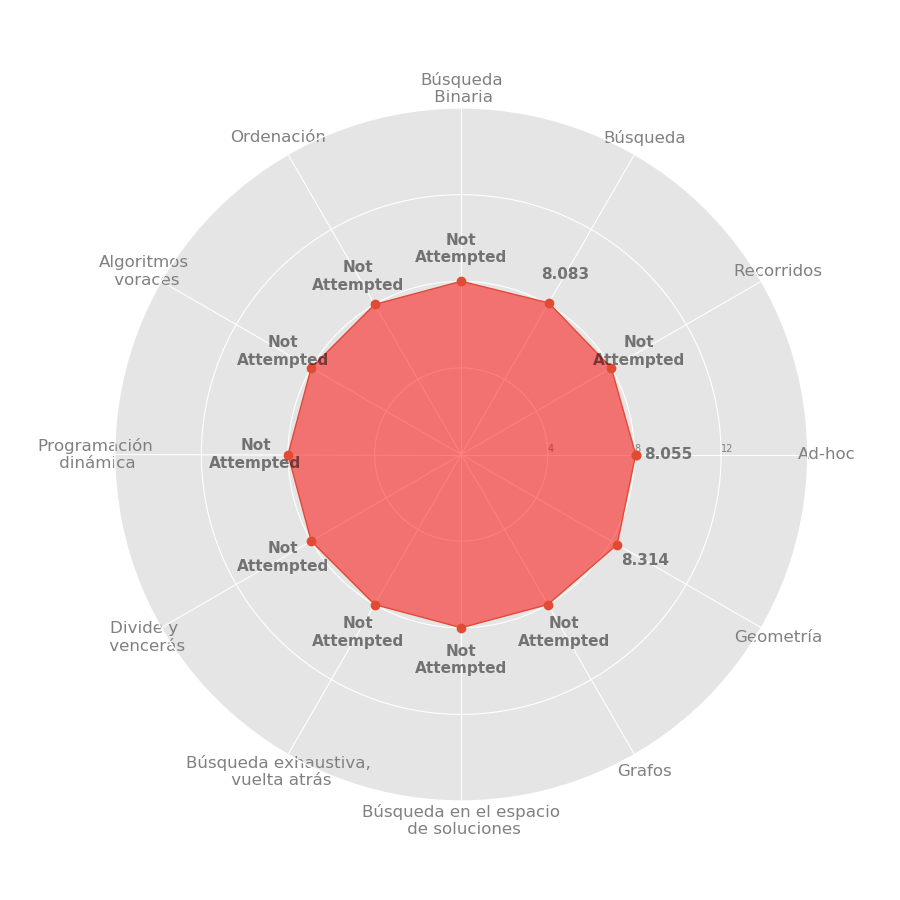 Búsqueda
Binaria
Ordenación
Búsqueda
Not
Attempted
Algoritmos
voraces
Not
Attempted
8.083
Recorridos
Not
Attempted
Not
Attempted
Programación
dinámica
Not
Attempted
4
8
12
8.055
Ad-hoc
Not
Attempted
8.314
Divide y
vencerás
Not
Attempted
Not
Attempted
Not
Attempted
Geometría
Búsqueda exhaustiva,
vuelta atrás
Grafos
Búsqueda en el espacio
de soluciones